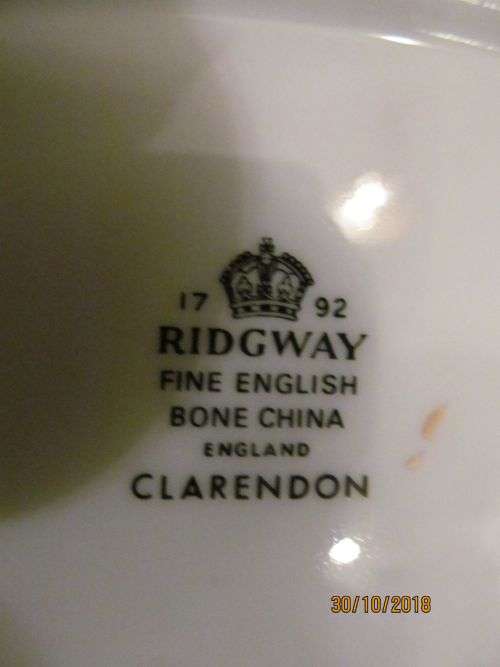 17 92
RIDGWAY
FINE ENGLISH
BONE CHINA
ENGLAND
CLARENDON
30/10/2018